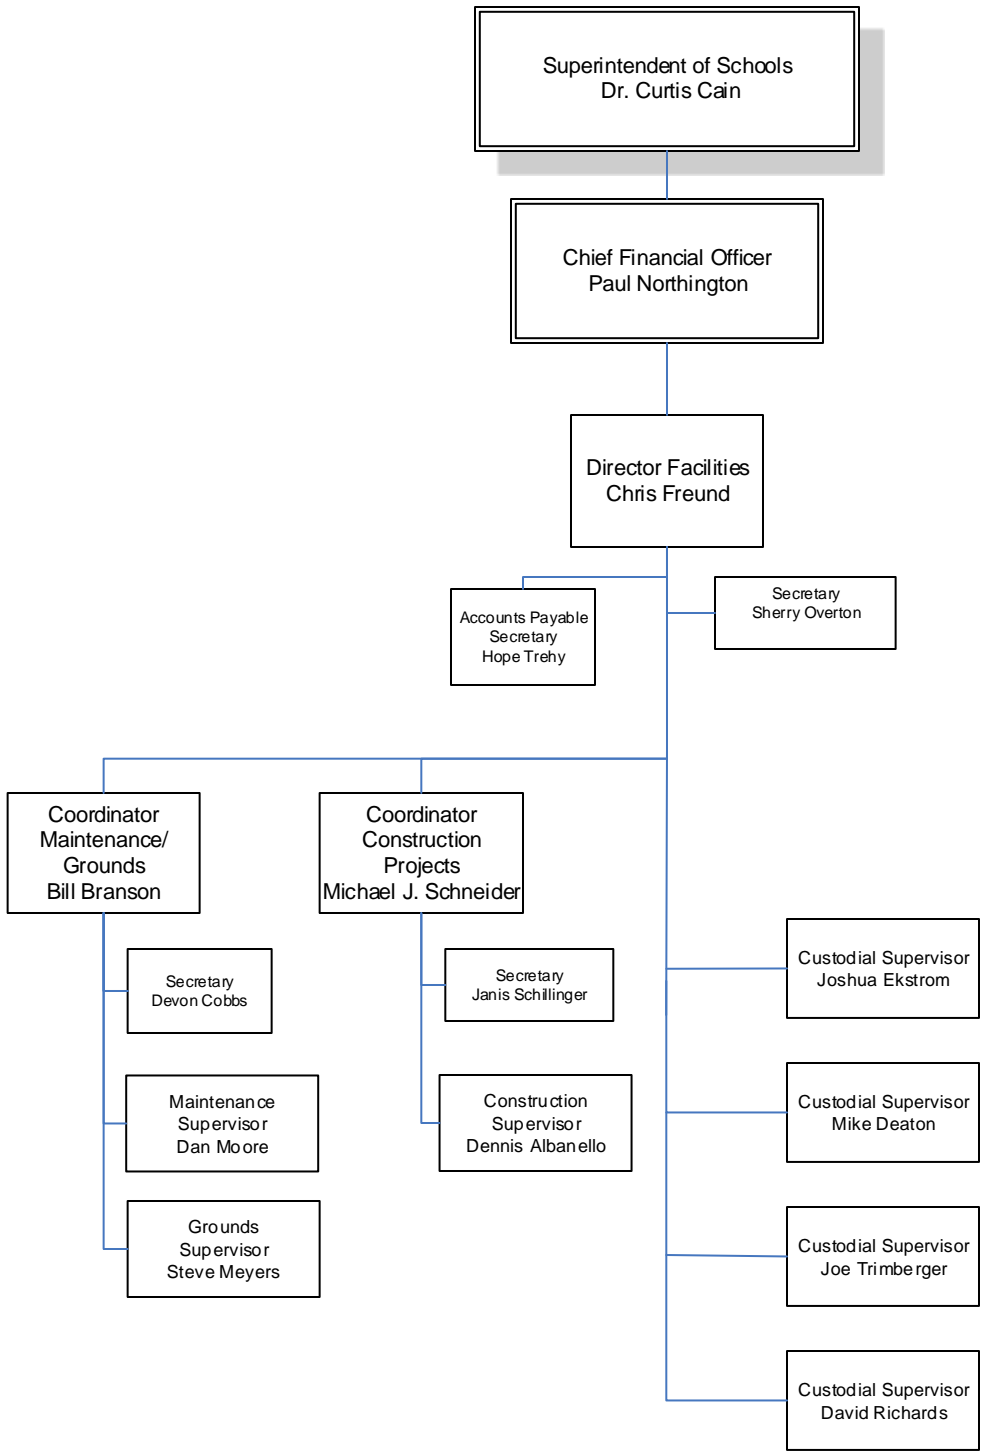 Superintendent of Schools
Dr. Curtis Cain
Chief Financial Officer
Paul Northington
Director Facilities
Chris Freund
Accounts Payable
Secretary
Hope Trehy
Secretary
Sherry Overton
Coordinator
Maintenance/
Grounds
Bill Branson
Coordinator
Construction
Projects
Michael J. Schneider
Secretary
Devon Cobbs
Maintenance
Supervisor
Dan Moore
Grounds
Supervisor
Steve Meyers
Secretary
Janis Schillinger
Construction
Supervisor
Dennis Albanello
Custodial Supervisor
Joshua Ekstrom
Custodial Supervisor
Mike Deaton
Custodial Supervisor
Joe Trimberger
Custodial Supervisor
David Richards